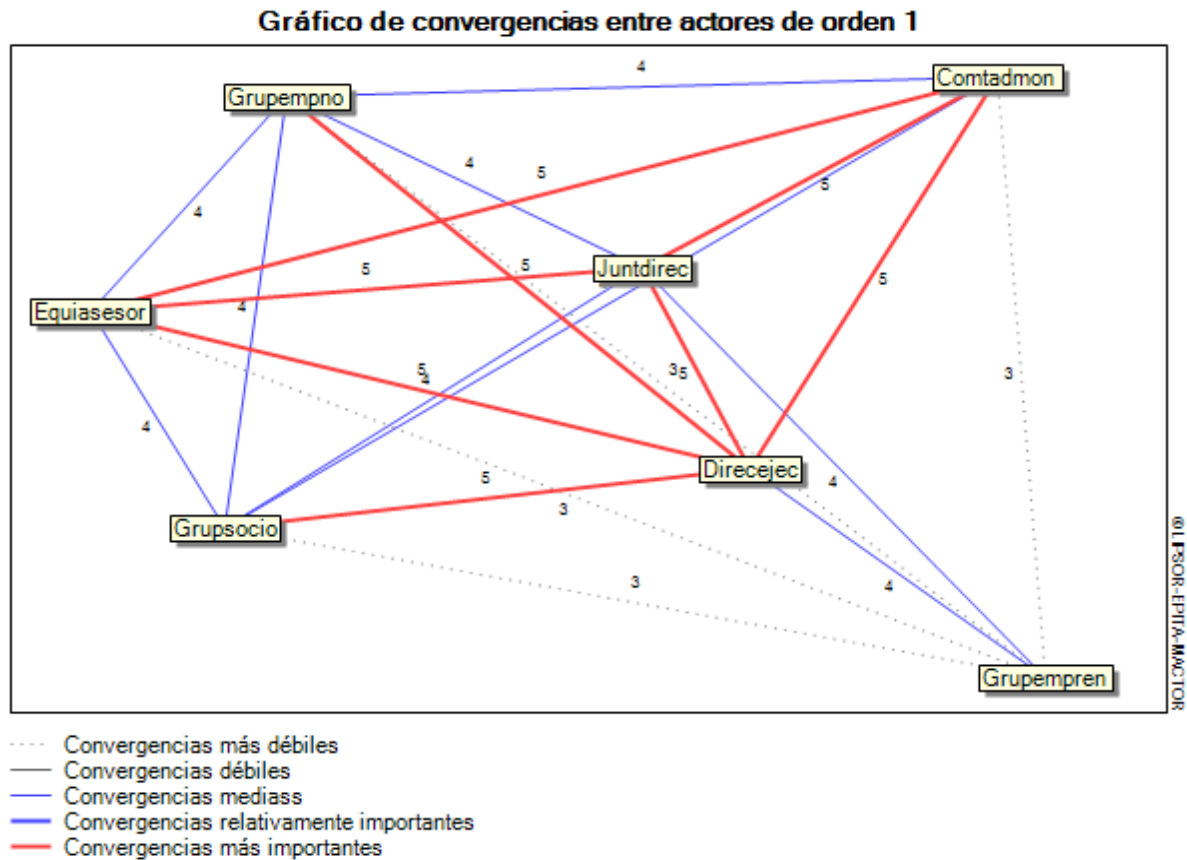 Gráfico de convergencias entre actores de orden 1
4
Comtadmon
Grupempno
4
5
5
4
Juntdirec
5
5
5
Equiasesor
4
3
5
3
5
4
4
Direcejec
5
4
3
Grupsocio
3
4
Grupempren
@LIPSOR-EPITA-MACTOR
Convergencias más débiles
Convergencias débiles
Convergencias mediass
Convergencias relativamente importantes
Convergencias más importantes